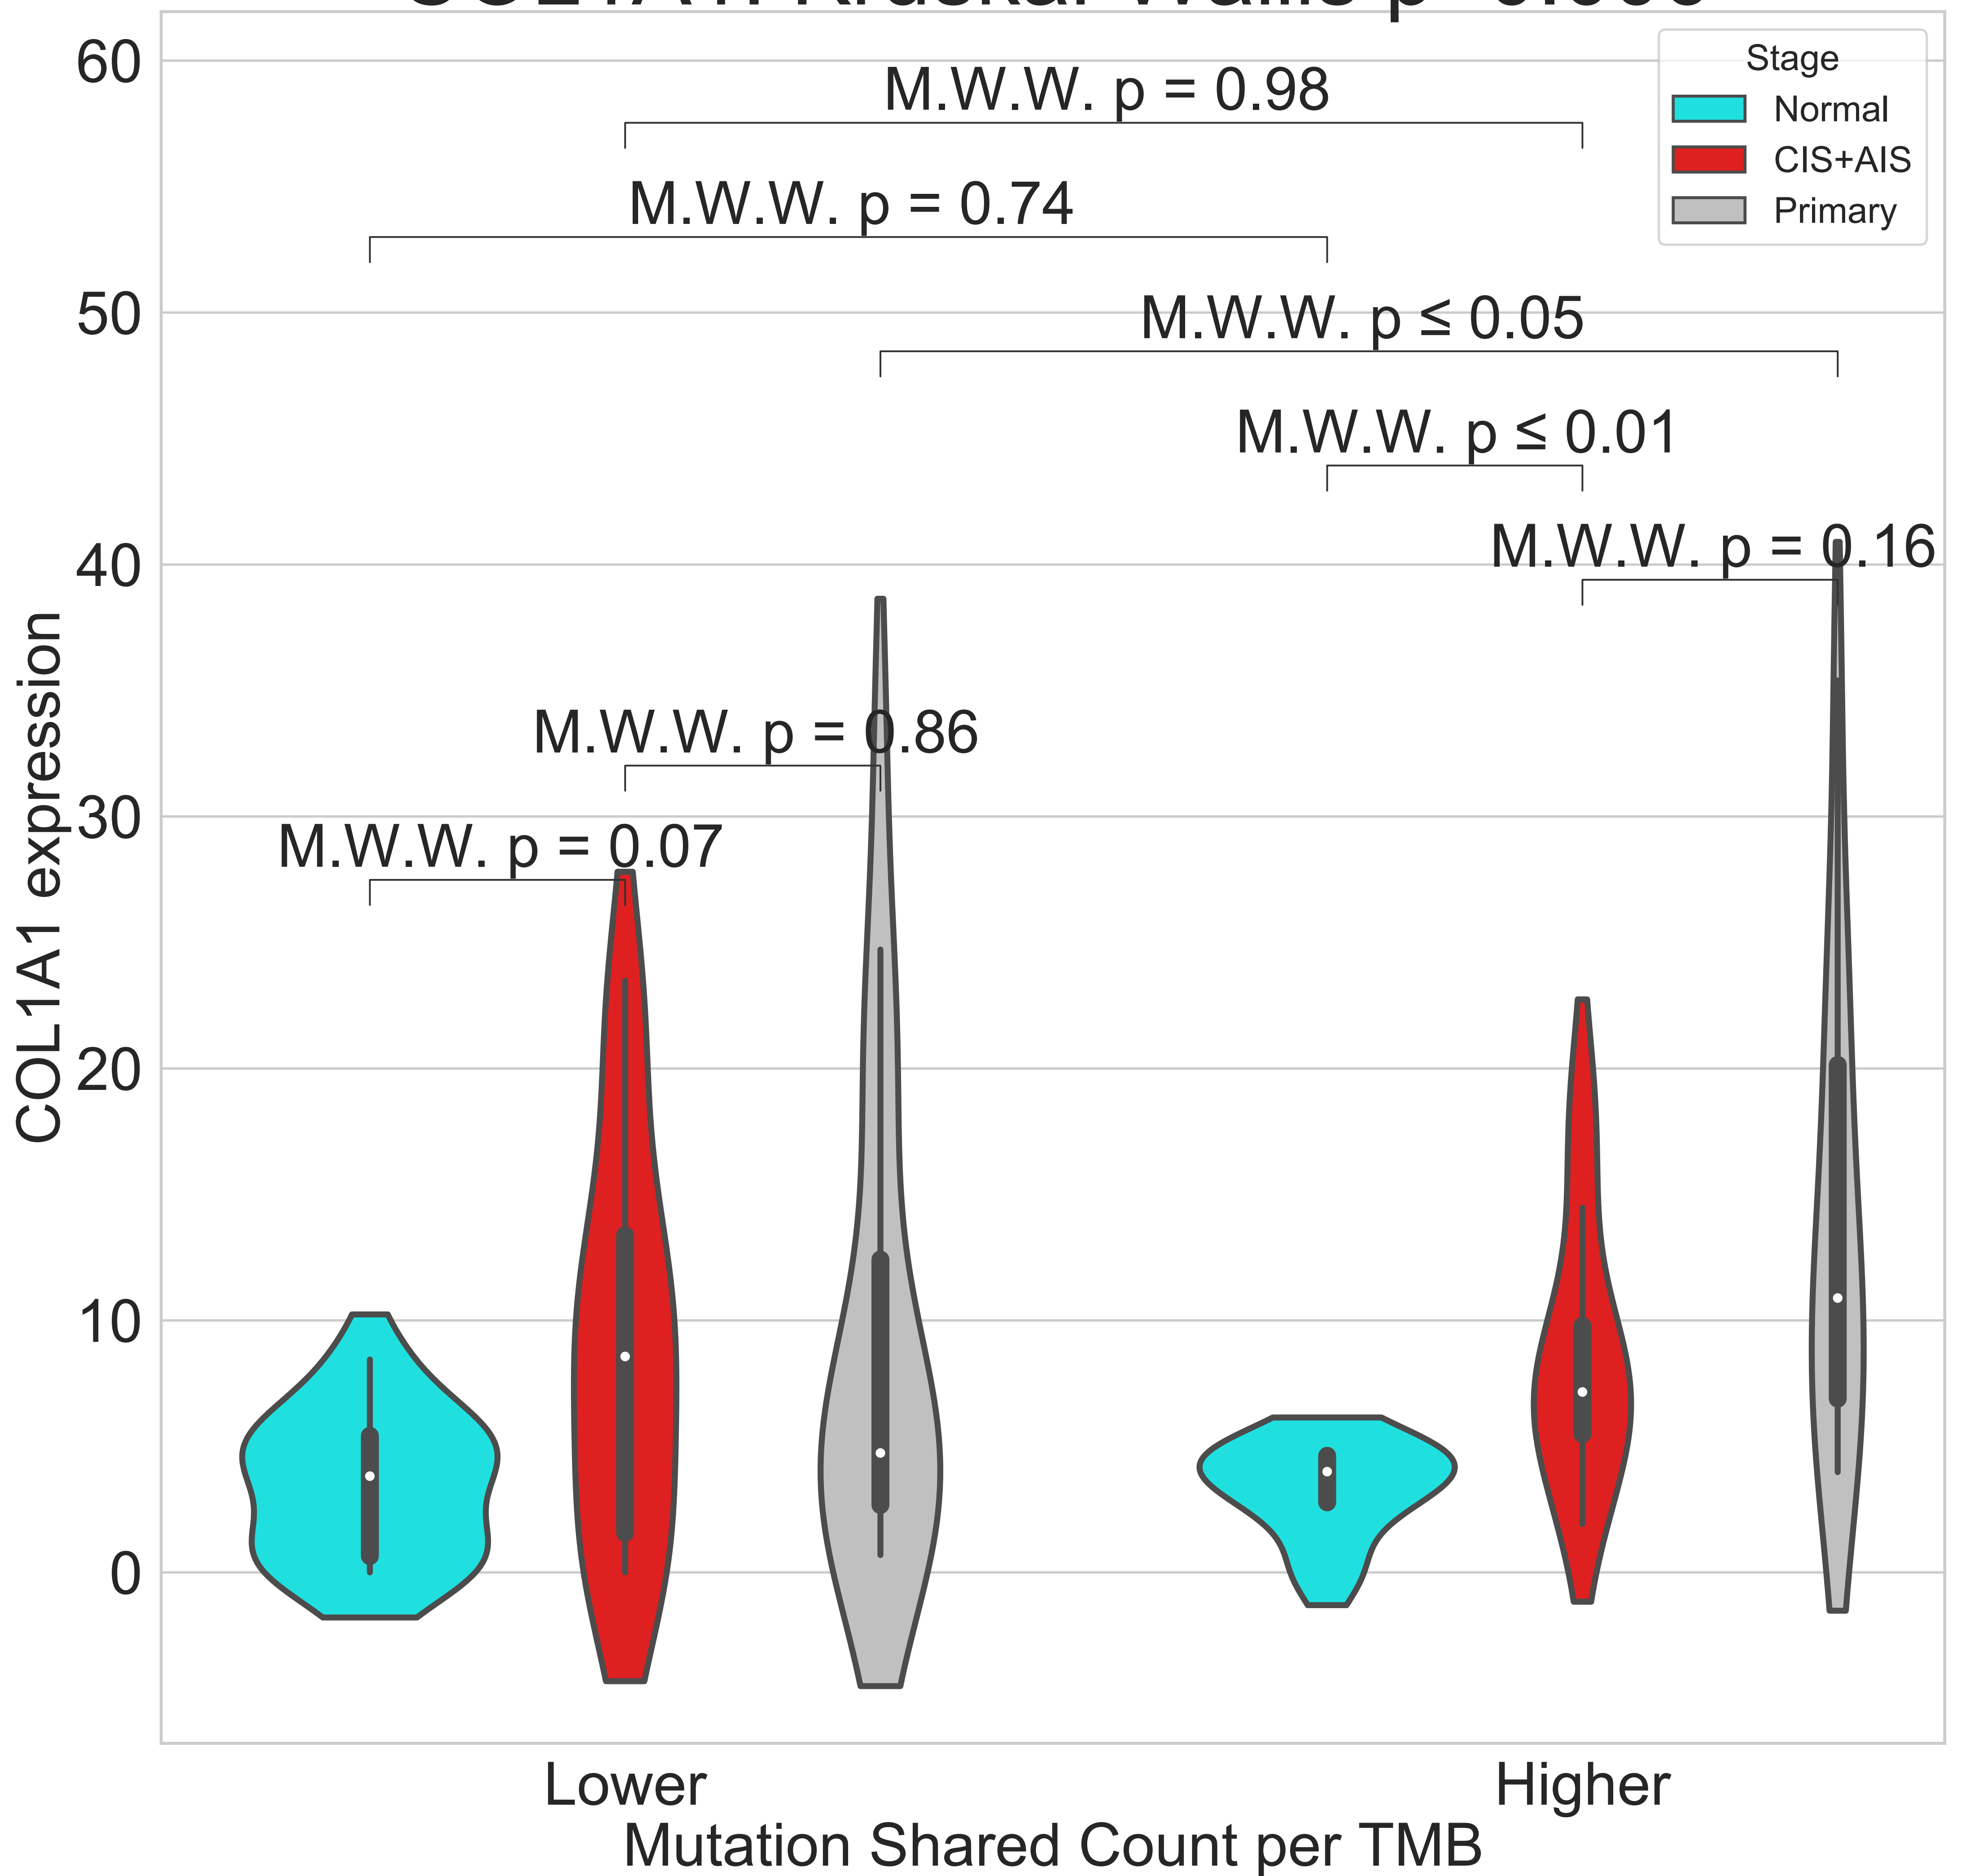 60
M.W.W. p = 0.98
Stage
Normal
CIS+AIS
Primary
M.W.W. p = 0.74
50
M.W.W. p ≤ 0.05
M.W.W. p ≤ 0.01
40
M.W.W. p = 0.16
COL1A1 expression
M.W.W. p = 0.86
30
M.W.W. p = 0.07
20
10
0
Lower
Higher
Mutation Shared Count per TMB